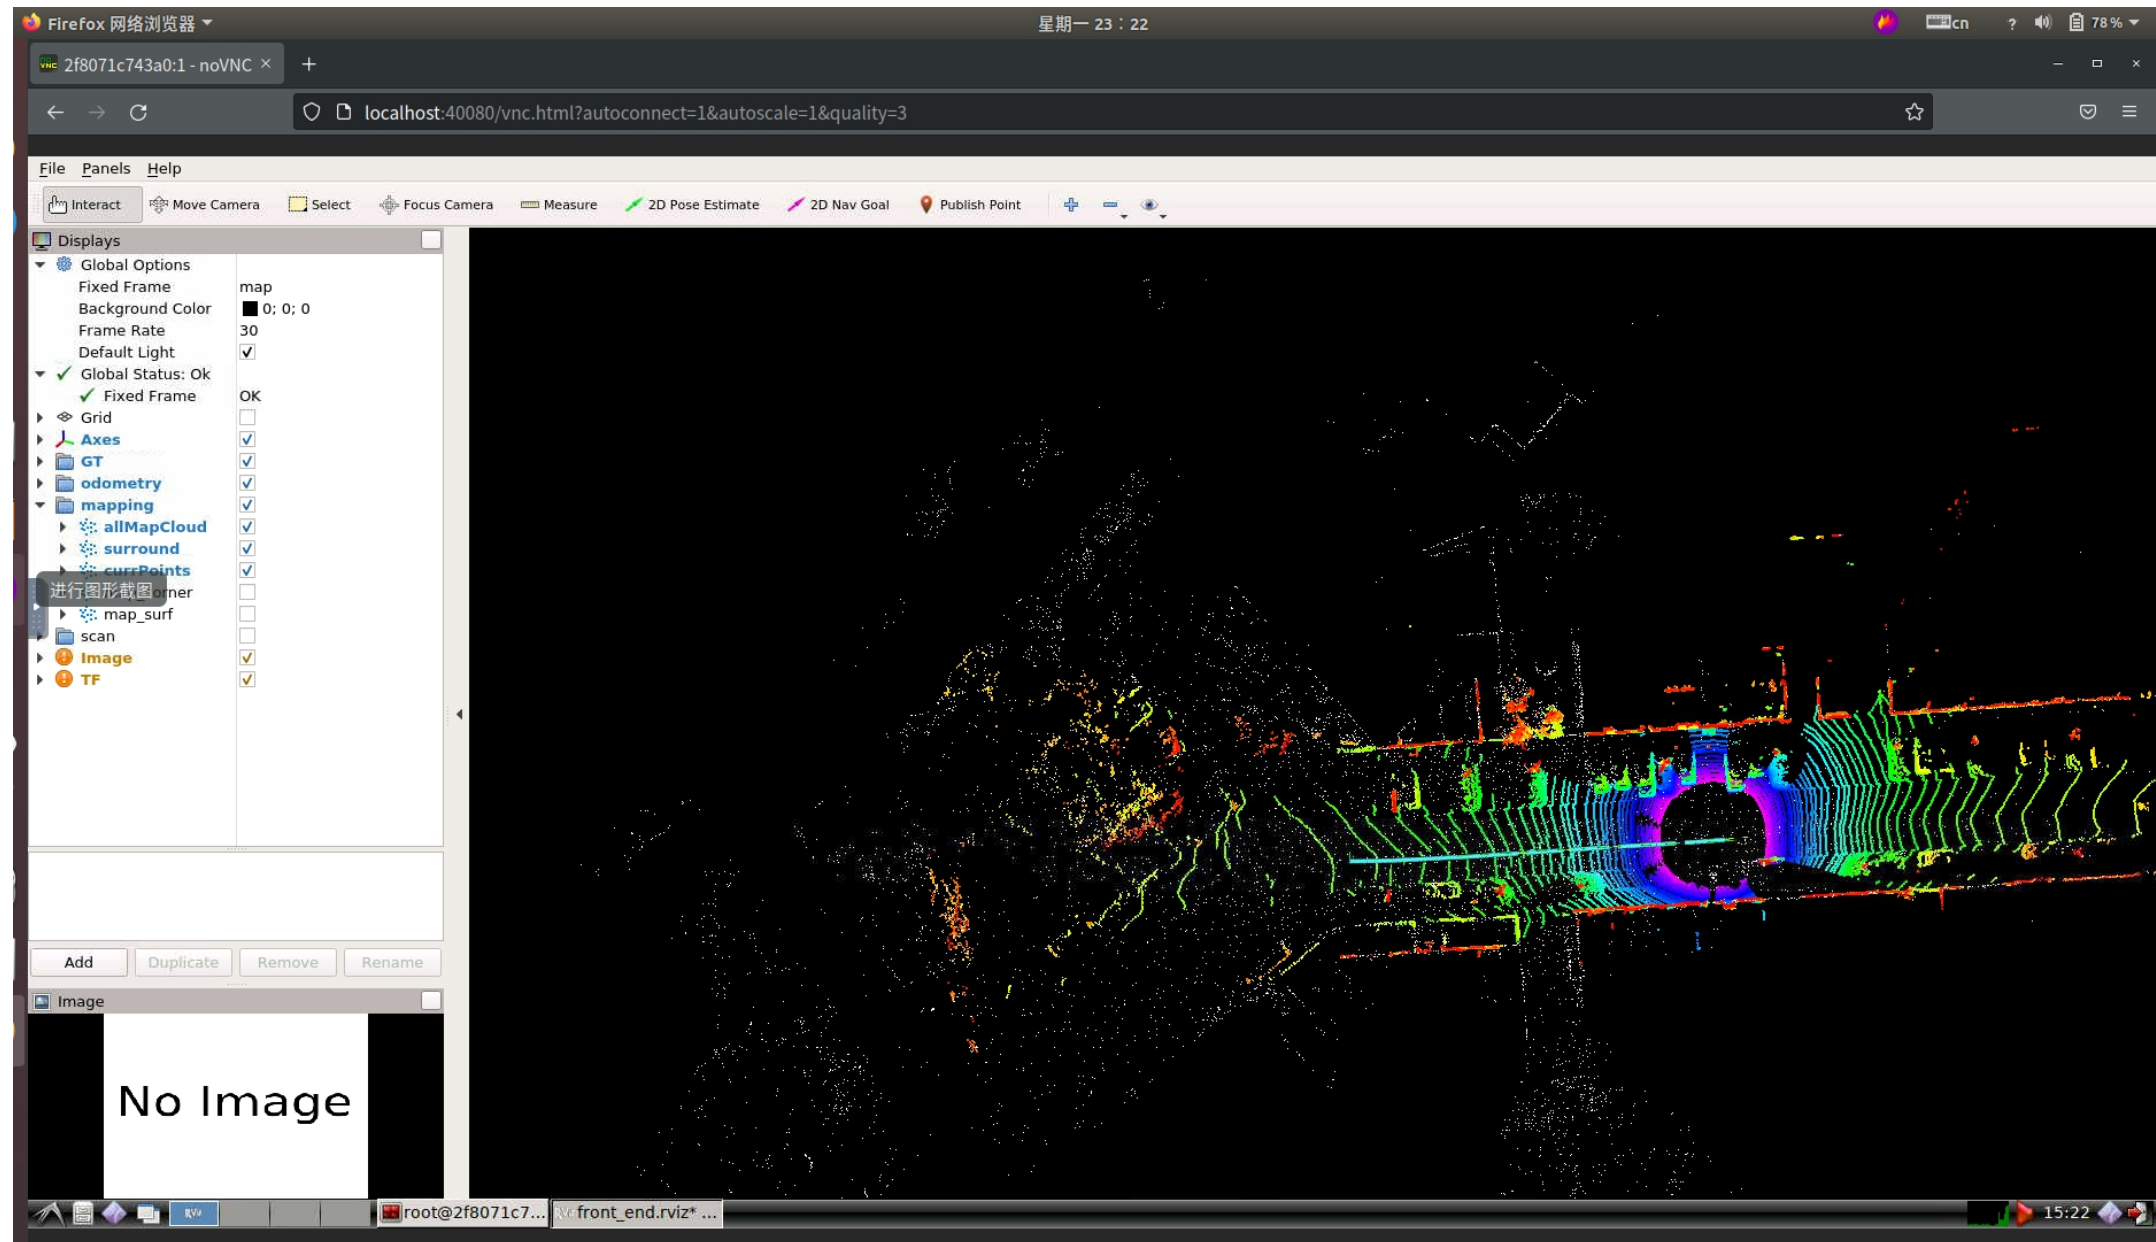 Firefox 网络浏览器
星期一 23：22
cn
?
78 %
2f8071c743a0:1 - noVNC
localhost:40080/vnc.html?autoconnect=1&autoscale=1&quality=3
File Panels Help
Interact Move Camera Select Focus Camera Measure 2D Pose Estimate 2D Nav Goal Publish Point
Displays
Global Options
Fixed Frame map
Background Color 0; 0; 0
Frame Rate 30
Default Light
Global Status: Ok
Fixed Frame OK
Grid
Axes
GT
odometry
mapping
allMapCloud
surround
currPoints
进行图形截图
orner
map_surf
scan
Image
TF
Add Duplicate Remove Rename
Image
No Image
RViz
root@2f8071c7...
front_end.rviz* ...
15:22